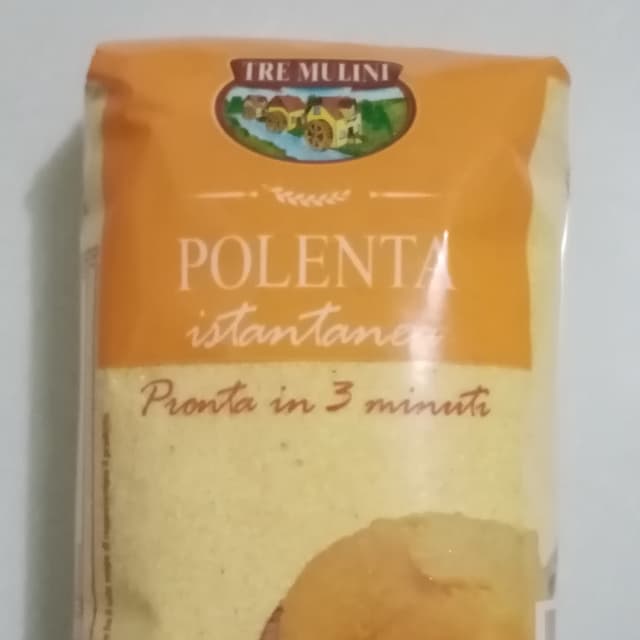 TRE MULINI
POLENTA
istantanea
Pronta in 3 minuti